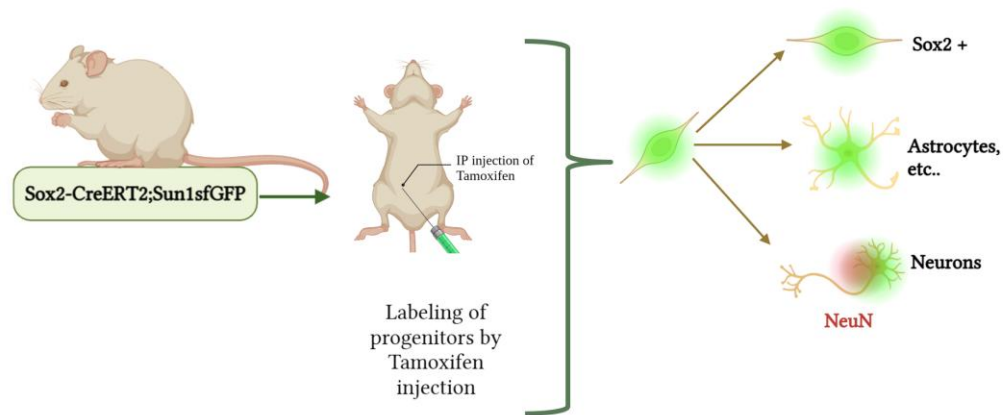 Sox2-CreERT2;Sun1sfGFP
IP injection of
Tamoxifen
Labeling of
progenitors by
Tamoxifen
injection
Sox2 +
Astrocytes,
etc..
Neurons
NeuN